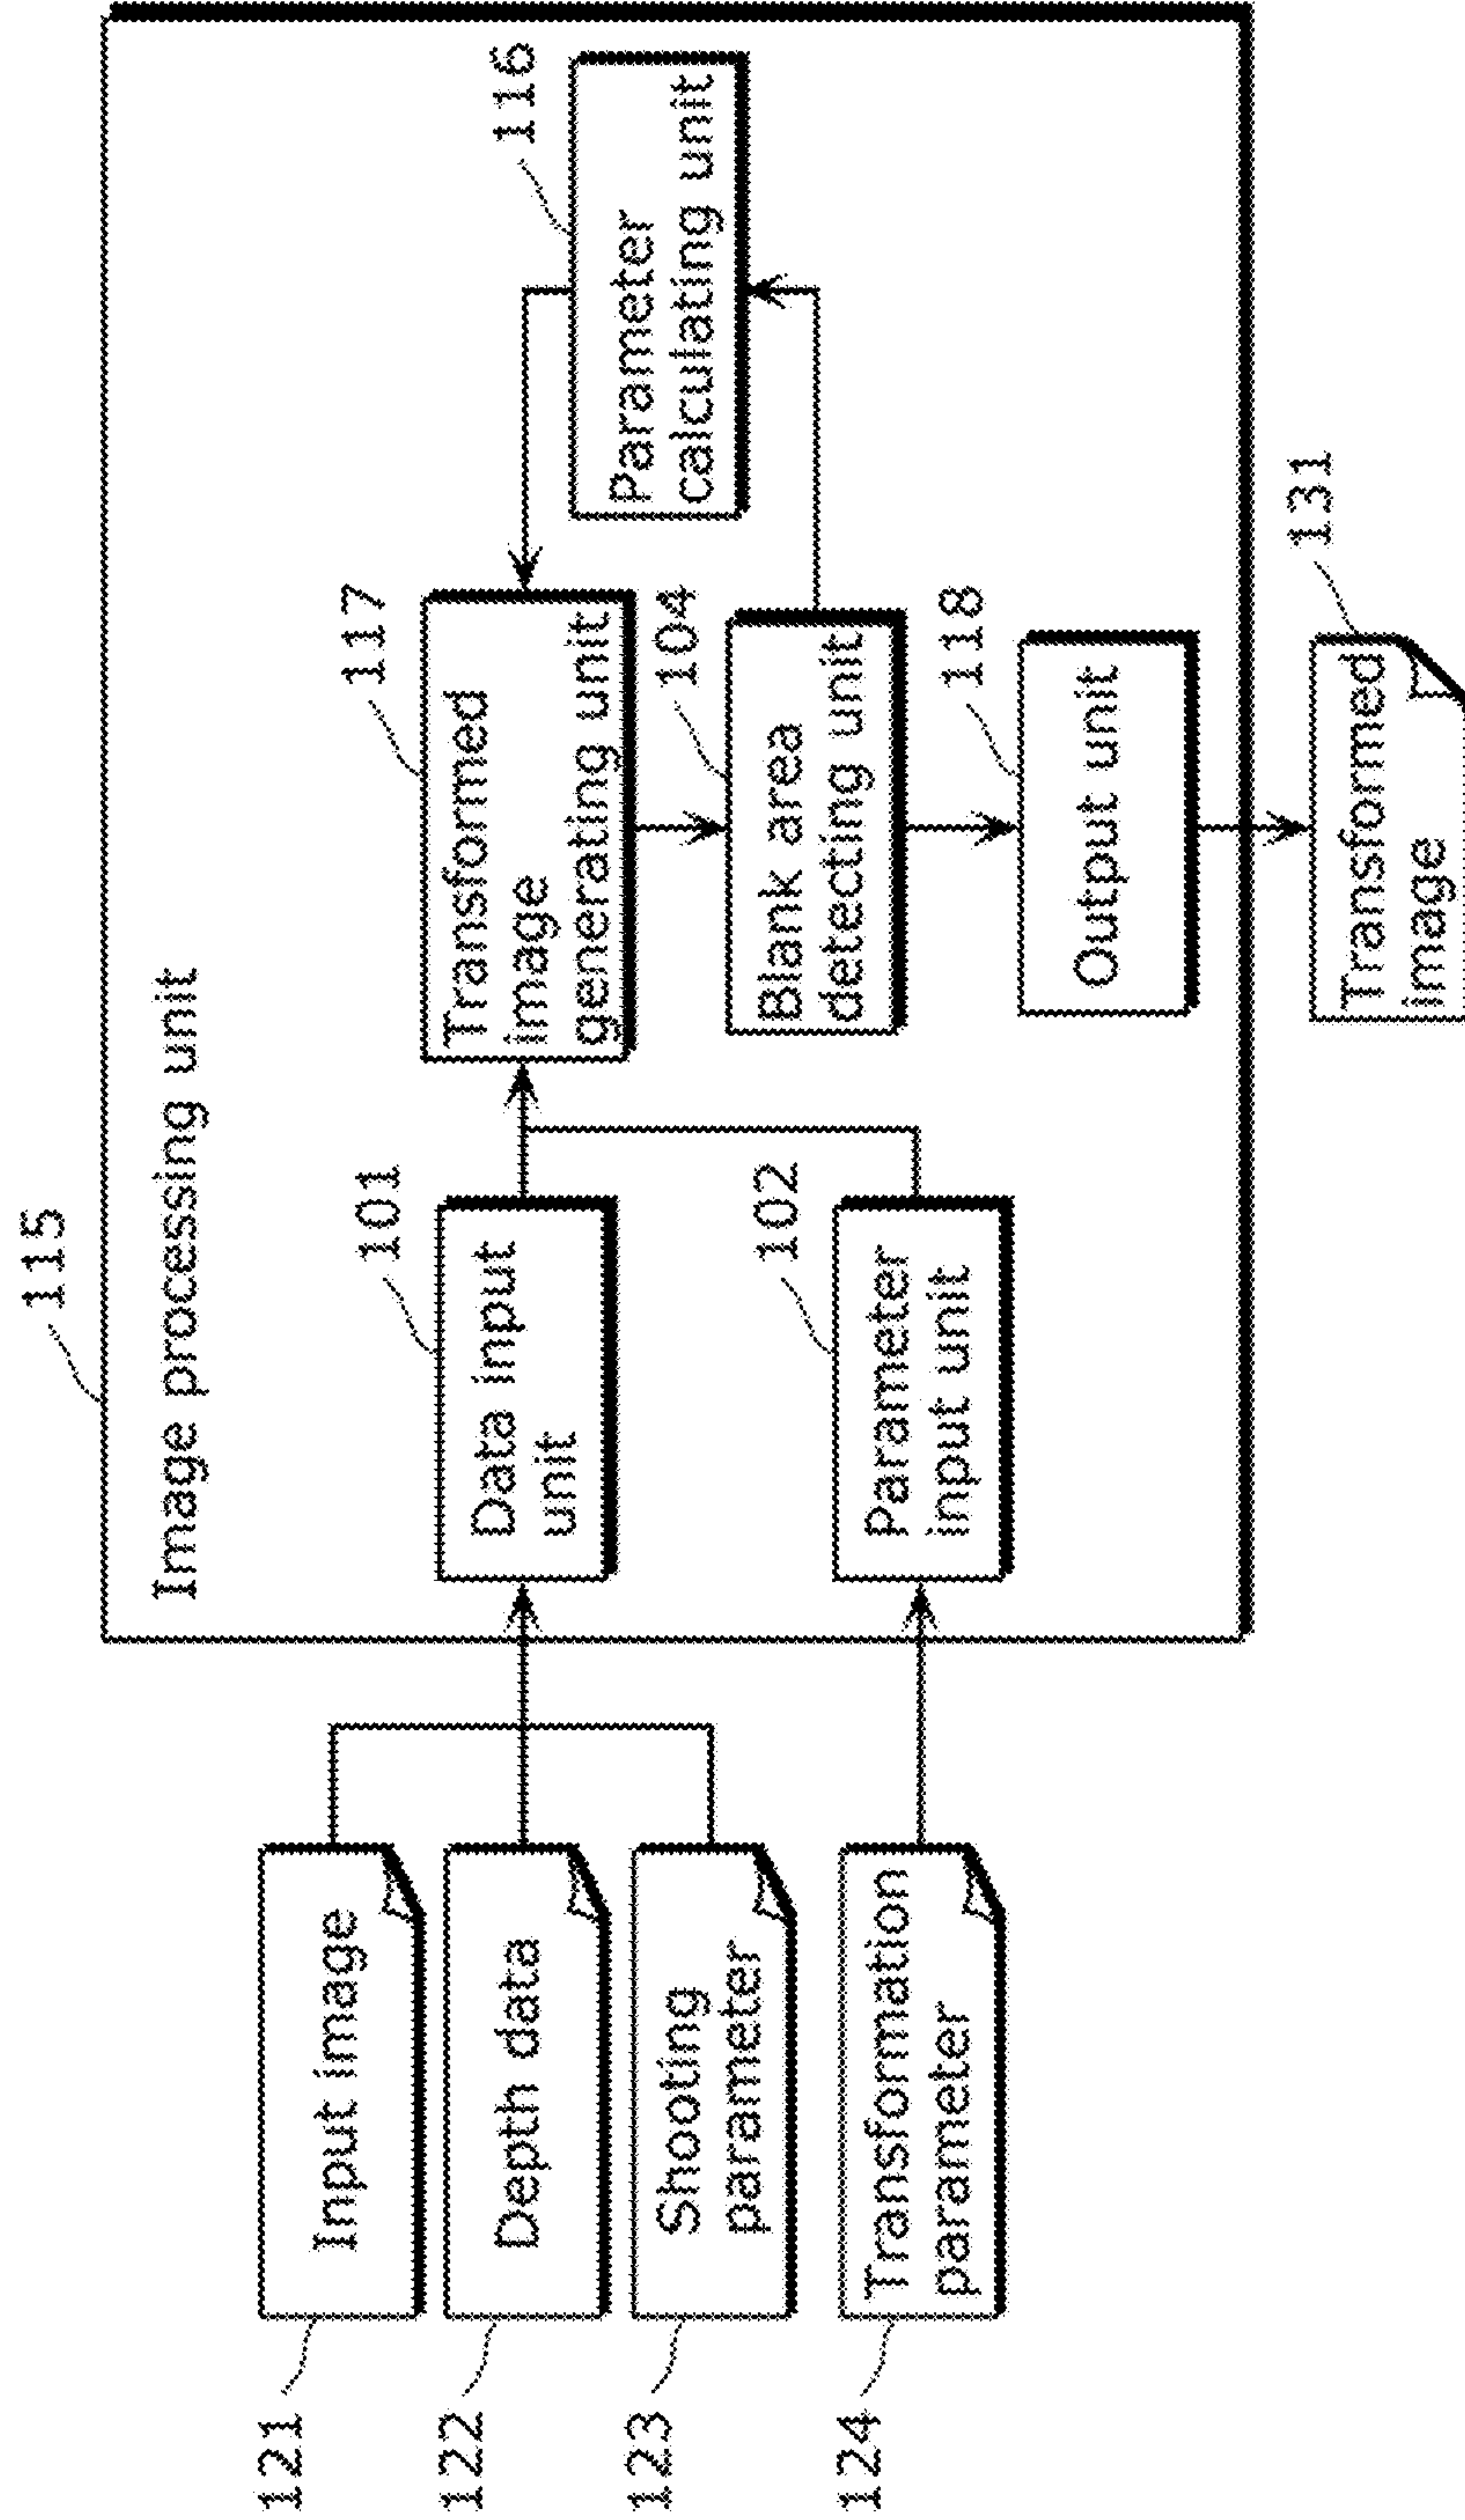 115
Image processing unit
121
Input image
122
Depth data
123
Shooting
parameter
124
Transformation
parameter
101
Data input
unit
102
Parameter
input unit
117
Transformed
image
generating unit
104
Blank area
detecting unit
118
Output unit
116
Parameter
calculating unit
131
Transformed
image